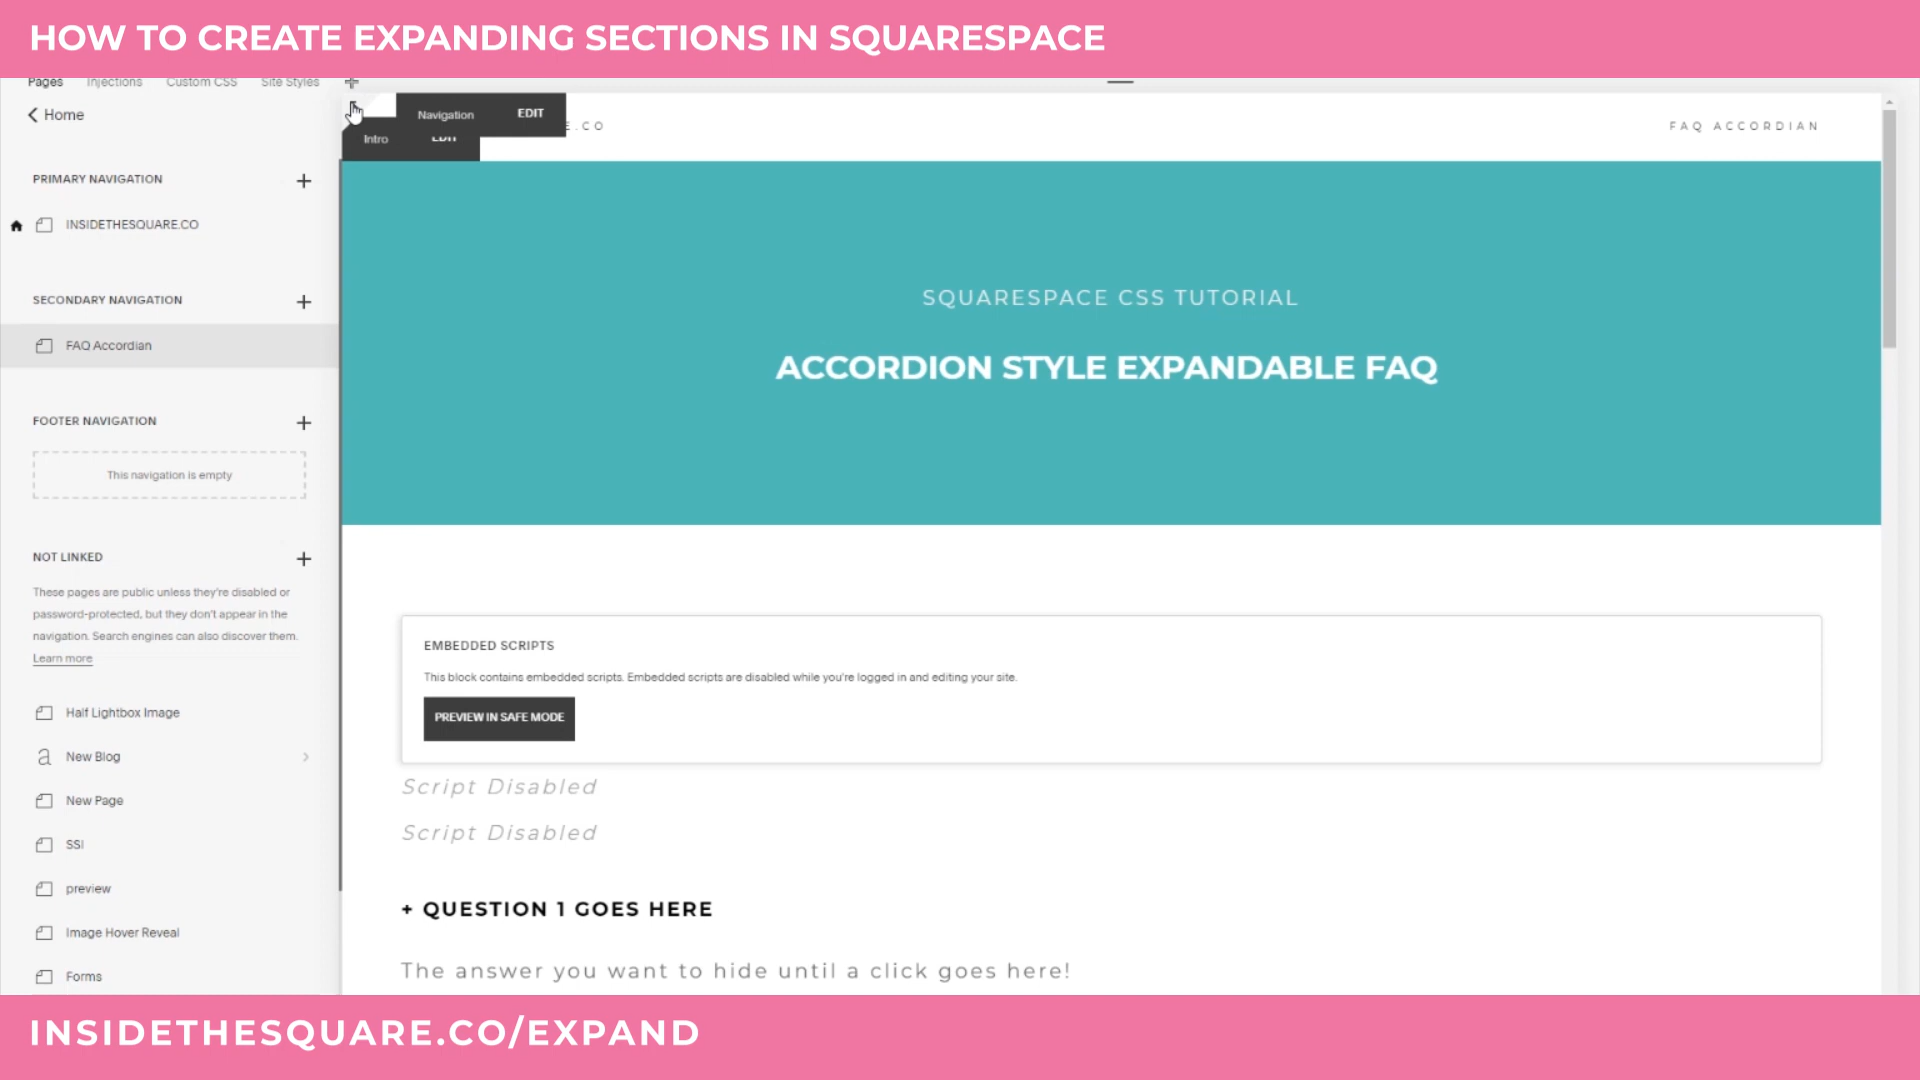 HOW TO CREATE EXPANDING SECTIONS IN SQUARESPACE
Pages Injections Custom CSS Site Styles
Home
Navigation EDIT
Intro EDIT
E.CO
FAQ ACCORDIAN
PRIMARY NAVIGATION
INSIDETHESQUARE.CO
SECONDARY NAVIGATION
FAQ Accordian
FOOTER NAVIGATION
This navigation is empty
NOT LINKED
These pages are public unless they're disabled or
password-protected, but they don't appear in the
navigation. Search engines can also discover them.
Learn more
Half Lightbox Image
a New Blog
New Page
SSI
preview
Image Hover Reveal
Forms
SQUARESPACE CSS TUTORIAL
ACCORDION STYLE EXPANDABLE FAQ
EMBEDDED SCRIPTS
This block contains embedded scripts. Embedded scripts are disabled while you're logged in and editing your site.
PREVIEW IN SAFE MODE
Script Disabled
Script Disabled
+ QUESTION 1 GOES HERE
The answer you want to hide until a click goes here!
INSIDETHESQUARE.CO/EXPAND